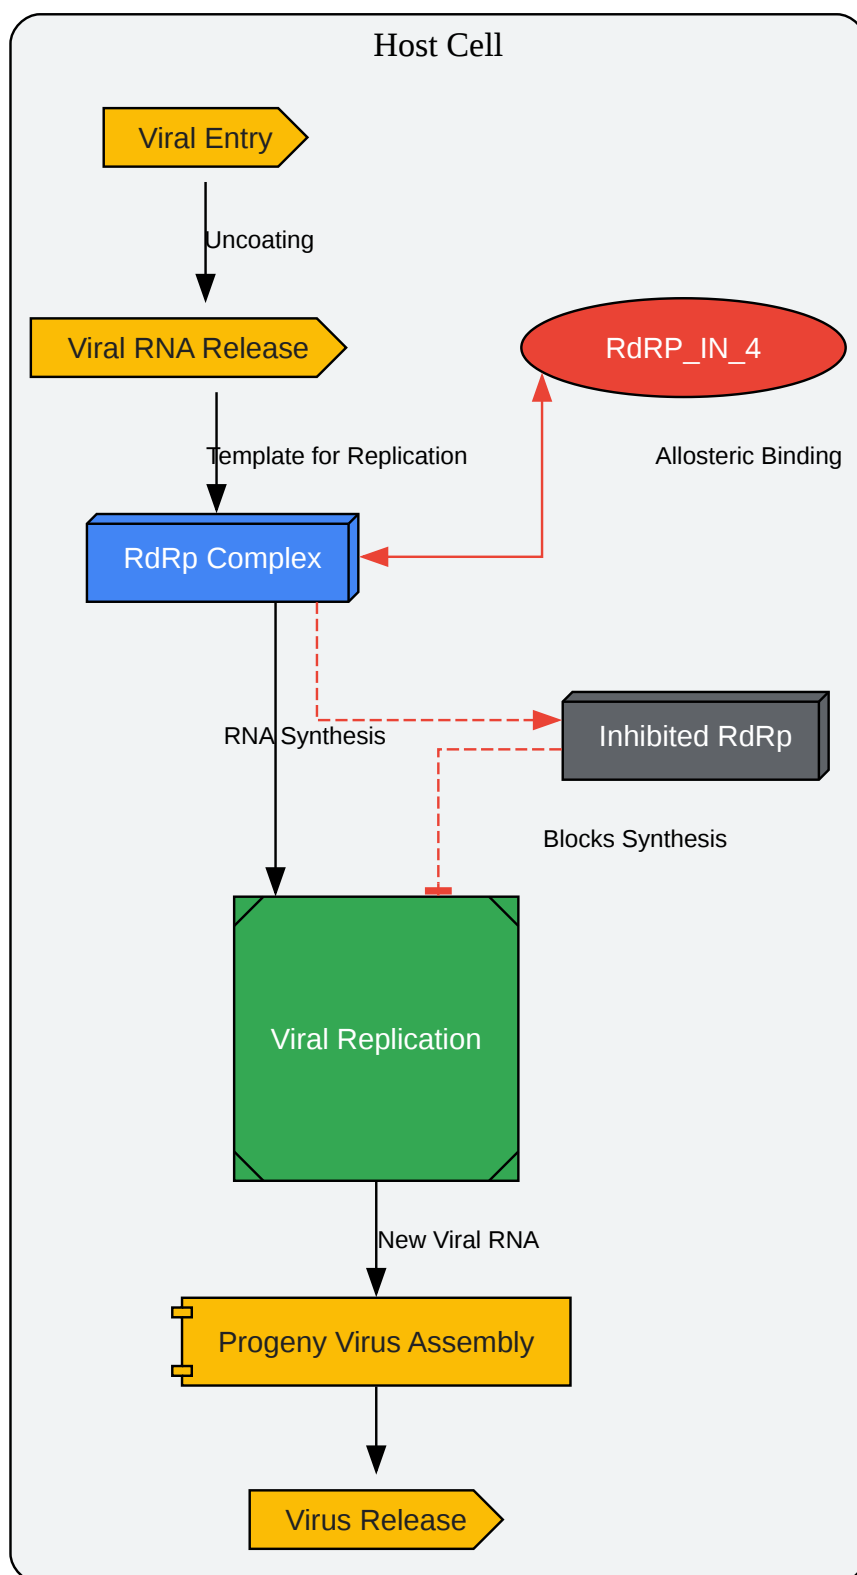 Host Cell
Viral Entry
Uncoating
Viral RNA Release
RdRP_IN_4
Template for Replication
Allosteric Binding
RdRp Complex
RNA Synthesis
Inhibited RdRp
Blocks Synthesis
Viral Replication
New Viral RNA
Progeny Virus Assembly
Virus Release